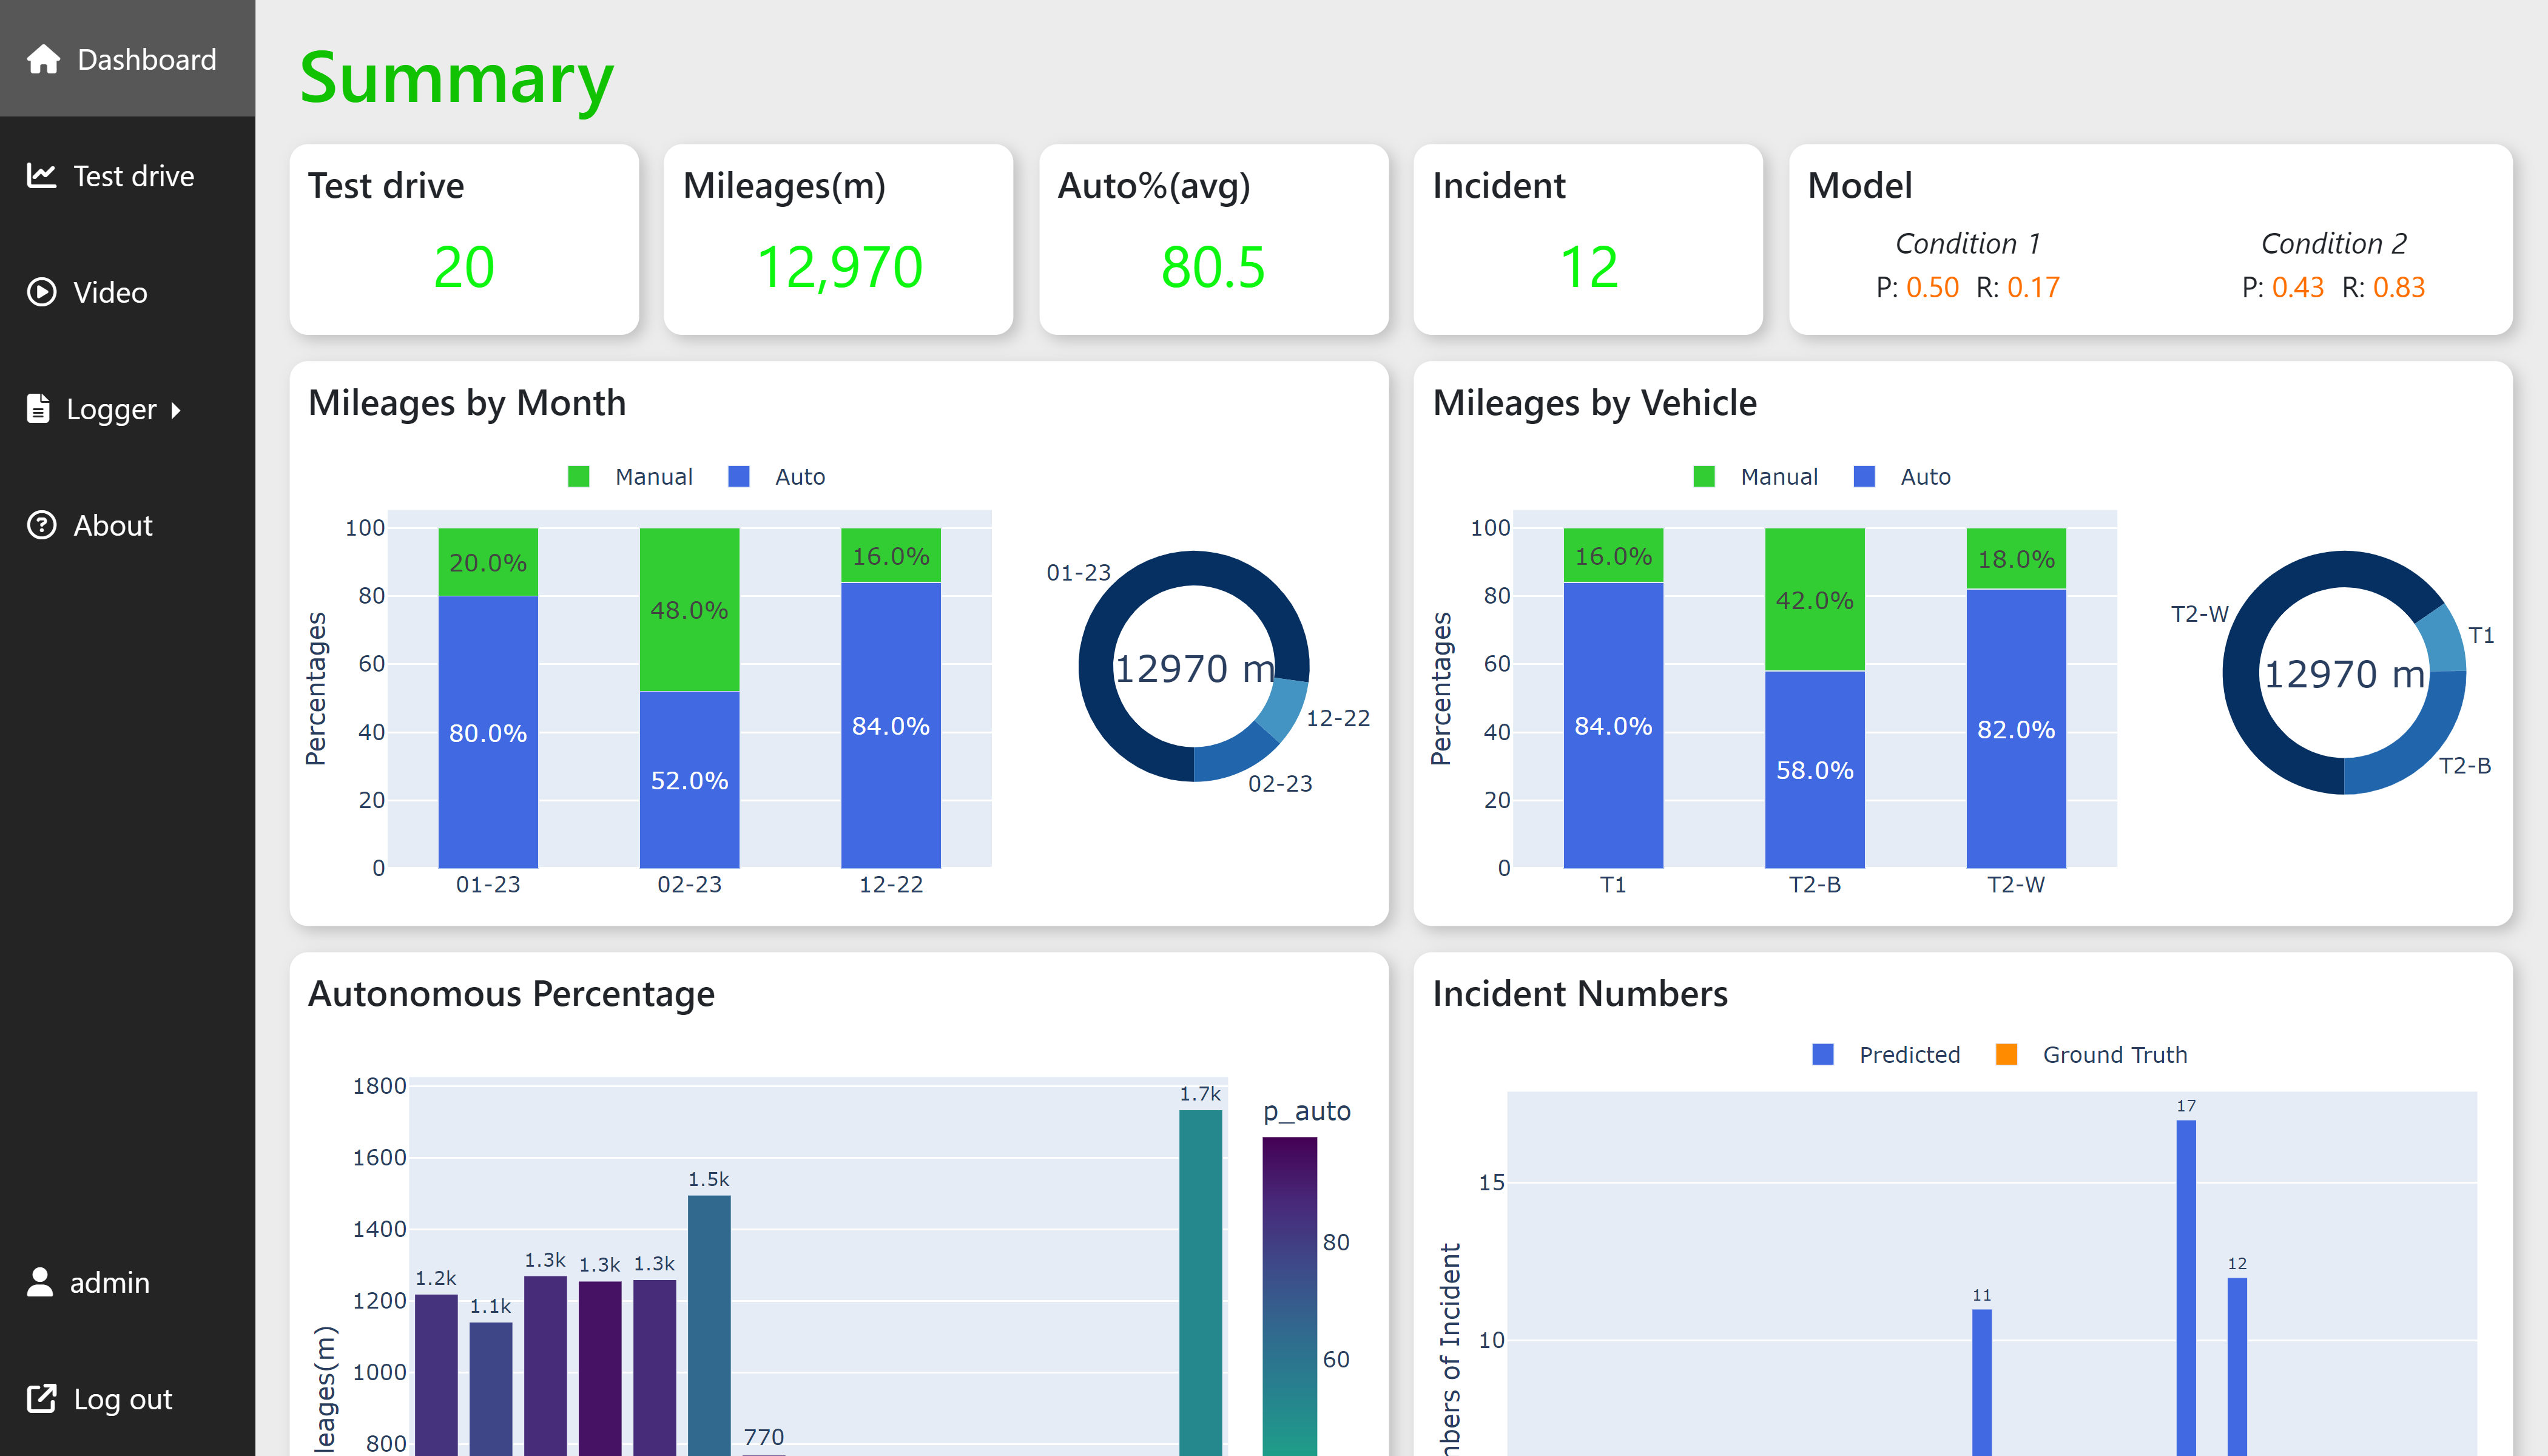 Dashboard
Test drive
Video
Logger
About
admin
Log out
Summary
Test drive
20
Mileages(m)
12,970
Auto%(avg)
80.5
Incident
12
Model
Condition 1
P: 0.50 R: 0.17
Condition 2
P: 0.43 R: 0.83
Mileages by Month
Manual Auto
Percentages
100
80
60
40
20
0
20.0%
80.0%
48.0%
52.0%
16.0%
84.0%
01-23 02-23 12-22
01-23
12970 m
12-22
02-23
Mileages by Vehicle
Manual Auto
Percentages
100
80
60
40
20
0
16.0%
84.0%
42.0%
58.0%
18.0%
82.0%
T1 T2-B T2-W
T2-W
T1
12970 m
T2-B
Autonomous Percentage
leages(m)
1800
1600
1400
1200
1000
800
1.2k
1.1k
1.3k
1.3k
1.3k
1.5k
770
1.7k
p_auto
80
60
Incident Numbers
Predicted Ground Truth
mbers of Incident
15
10
11
17
12